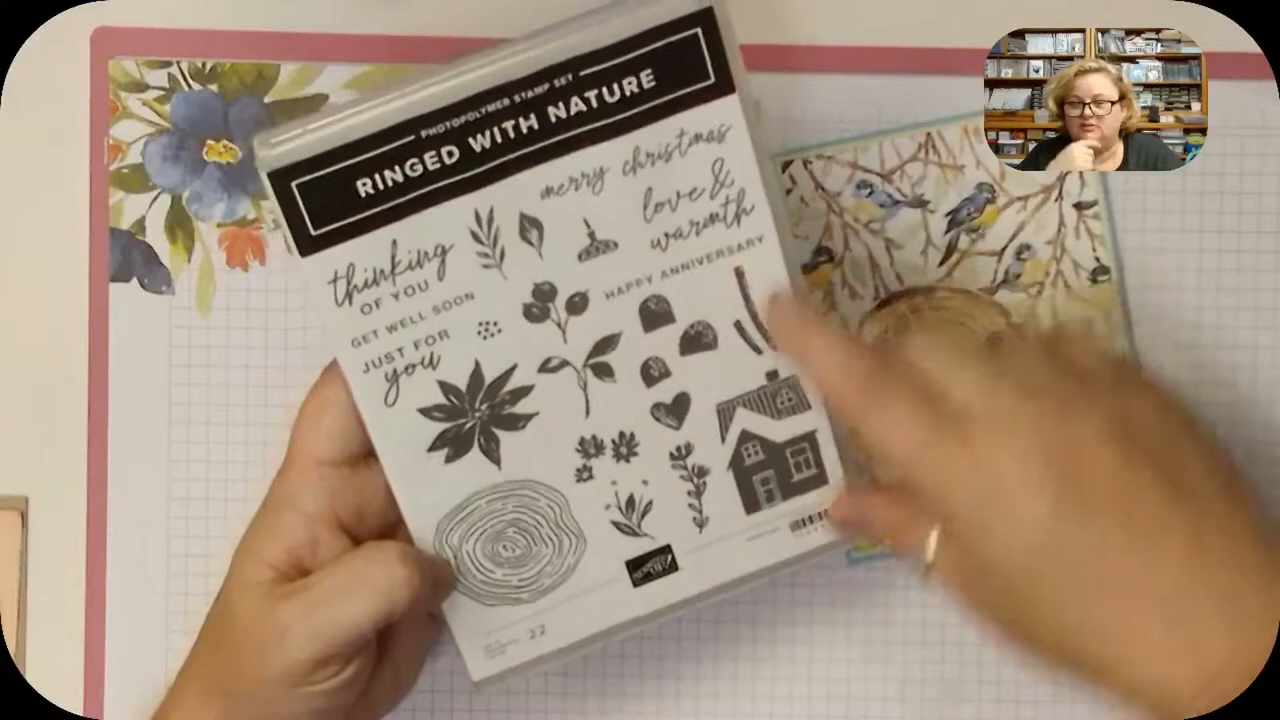 PHOTOPOLYMER STAMP SET
RINGED WITH NATURE
merry christmas
love &
warmth
thinking
OF YOU
HAPPY ANNIVERSARY
GET WELL SOON
JUST FOR
you
22